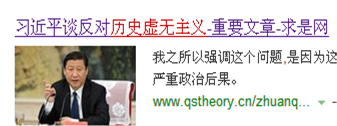 习近平谈反对历史虚无主义-重要文章-求是网
我之所以强调这个问题,是因为这
严重政治后果。
www.qstheory.cn/zhuanq...